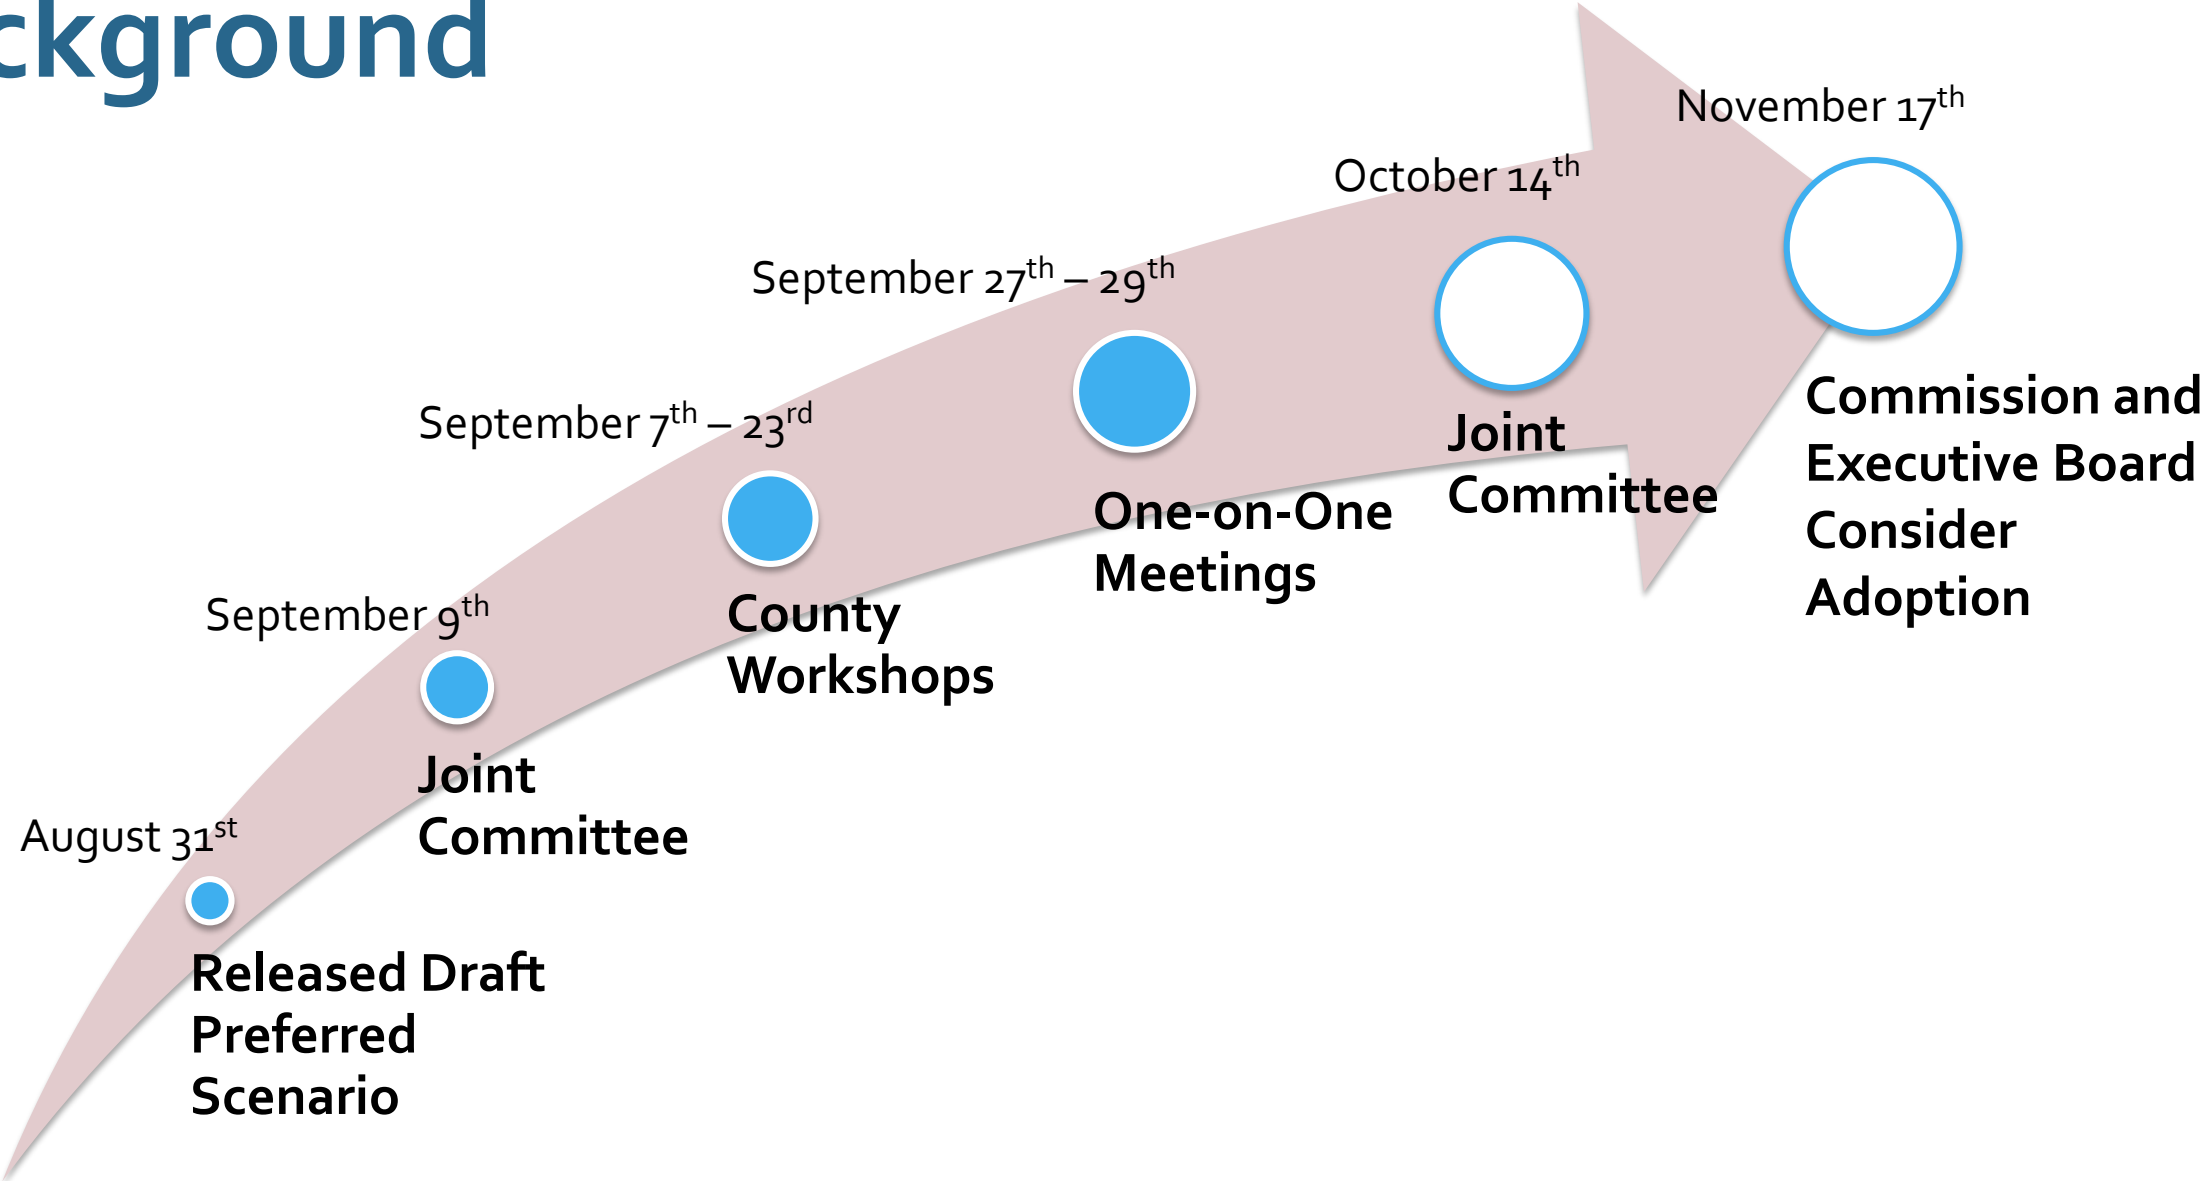 ckground
November 17th
October 14th
September 27th – 29th
September 7th – 23rd
September 9th
August 31st
Released Draft
Preferred
Scenario
Joint
Committee
County
Workshops
One-on-One
Meetings
Joint
Committee
Commission and
Executive Board
Consider
Adoption